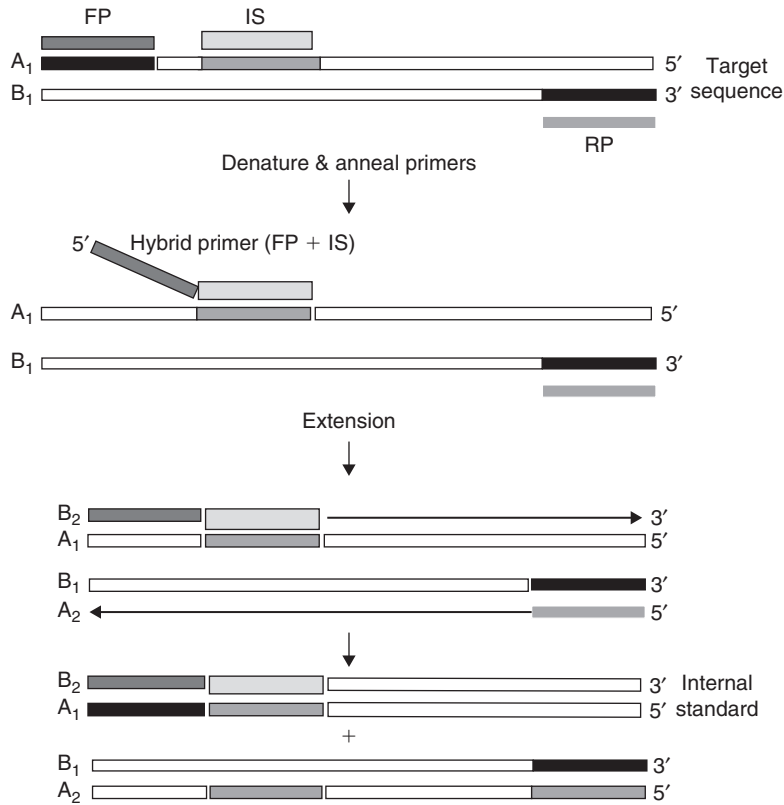 FP IS
A₁ 5′ Target
B₁ 3′ sequence
RP
Denature & anneal primers
5′ Hybrid primer (FP + IS)
A₁ 5′
B₁ 3′
Extension
B₂ 3′
A₁ 5′
B₁ 3′
A₂ 5′
B₂ 3′ Internal
A₁ 5′ standard
+
B₁ 3′
A₂ 5′